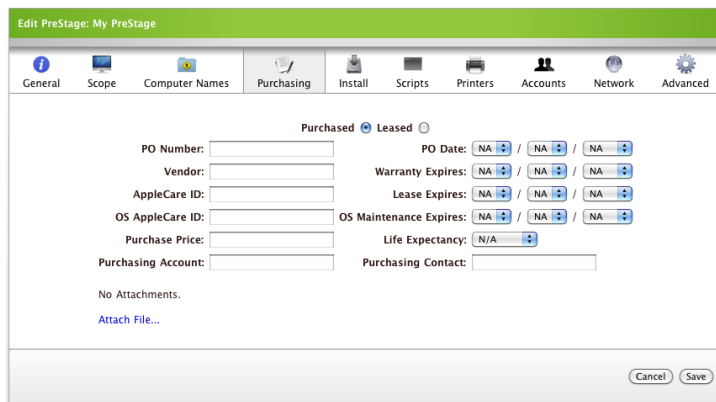 Edit PreStage: My PreStage
General Scope Computer Names Purchasing Install Scripts Printers Accounts Network Advanced
Purchased Leased
PO Number: PO Date: NA / NA / NA
Vendor: Warranty Expires: NA / NA / NA
AppleCare ID: Lease Expires: NA / NA / NA
OS AppleCare ID: OS Maintenance Expires: NA / NA / NA
Purchase Price: Life Expectancy: N/A
Purchasing Account: Purchasing Contact:
No Attachments.
Attach File...
Cancel Save